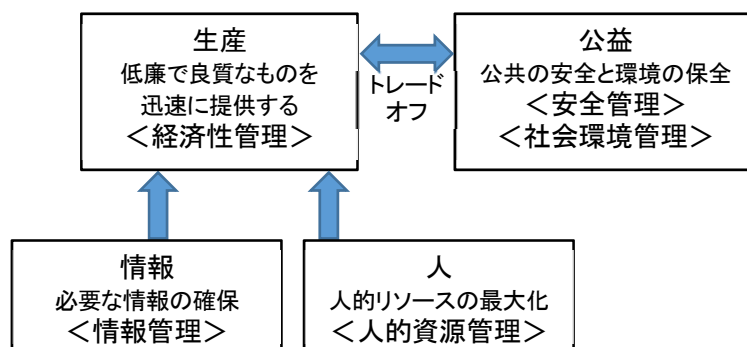 生産
低廉で良質なものを
迅速に提供する
＜経済性管理＞
トレード
オフ
公益
公共の安全と環境の保全
＜安全管理＞
＜社会環境管理＞
情報
必要な情報の確保
＜情報管理＞
人
人的リソースの最大化
＜人的資源管理＞